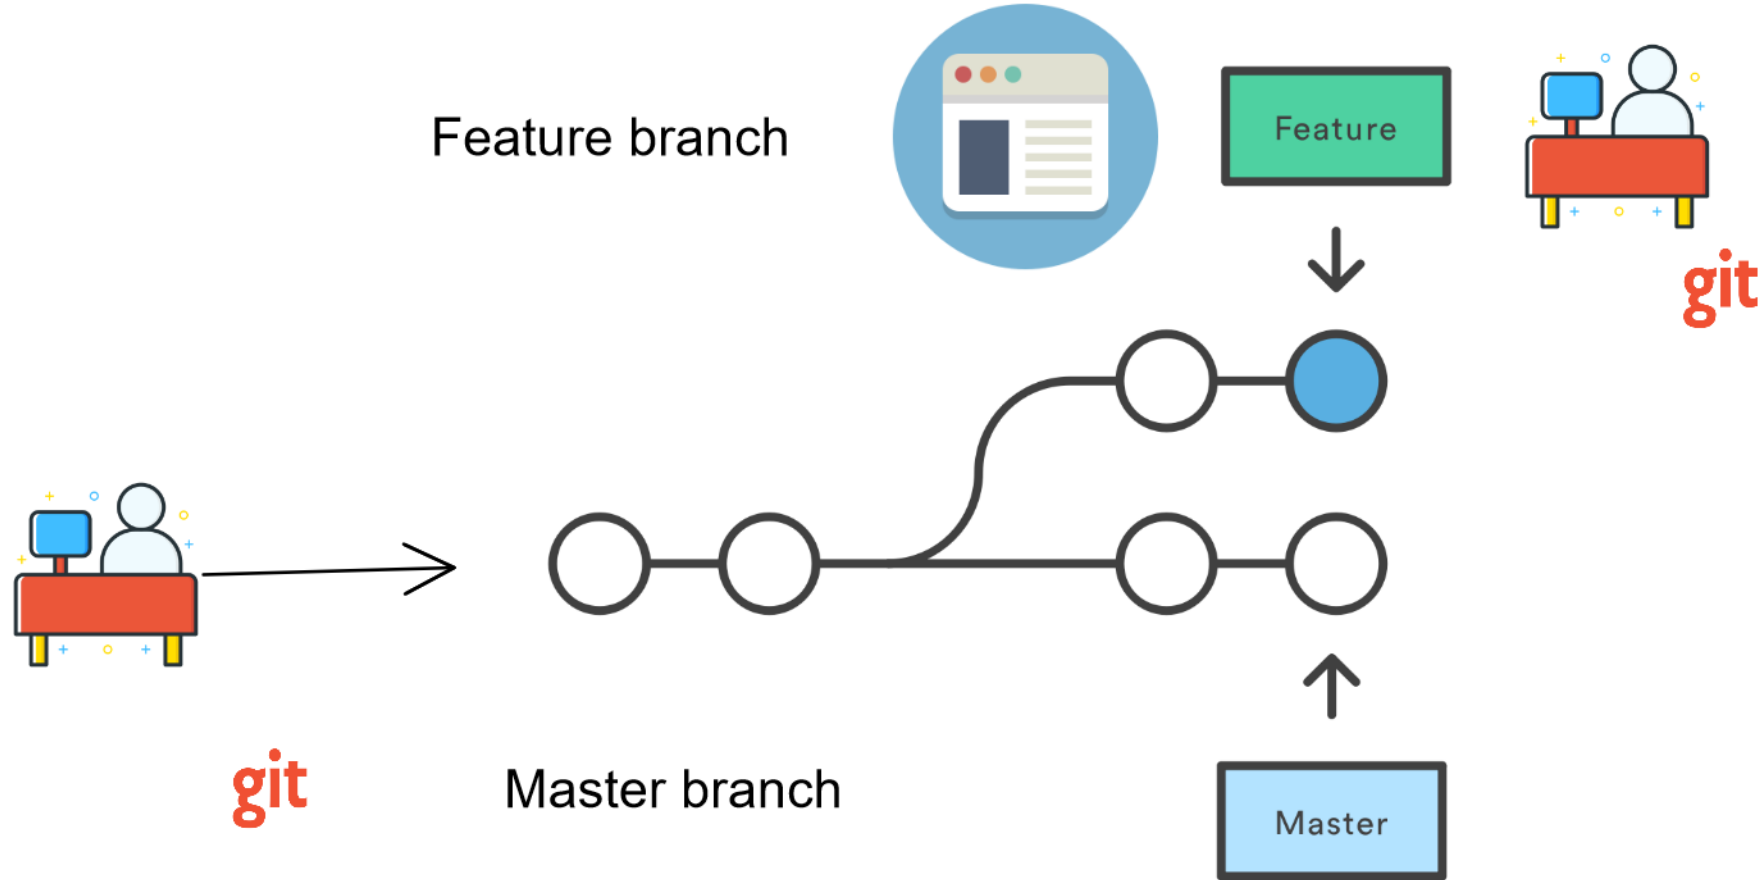 Feature branch
Feature
git
git
Master branch
Master